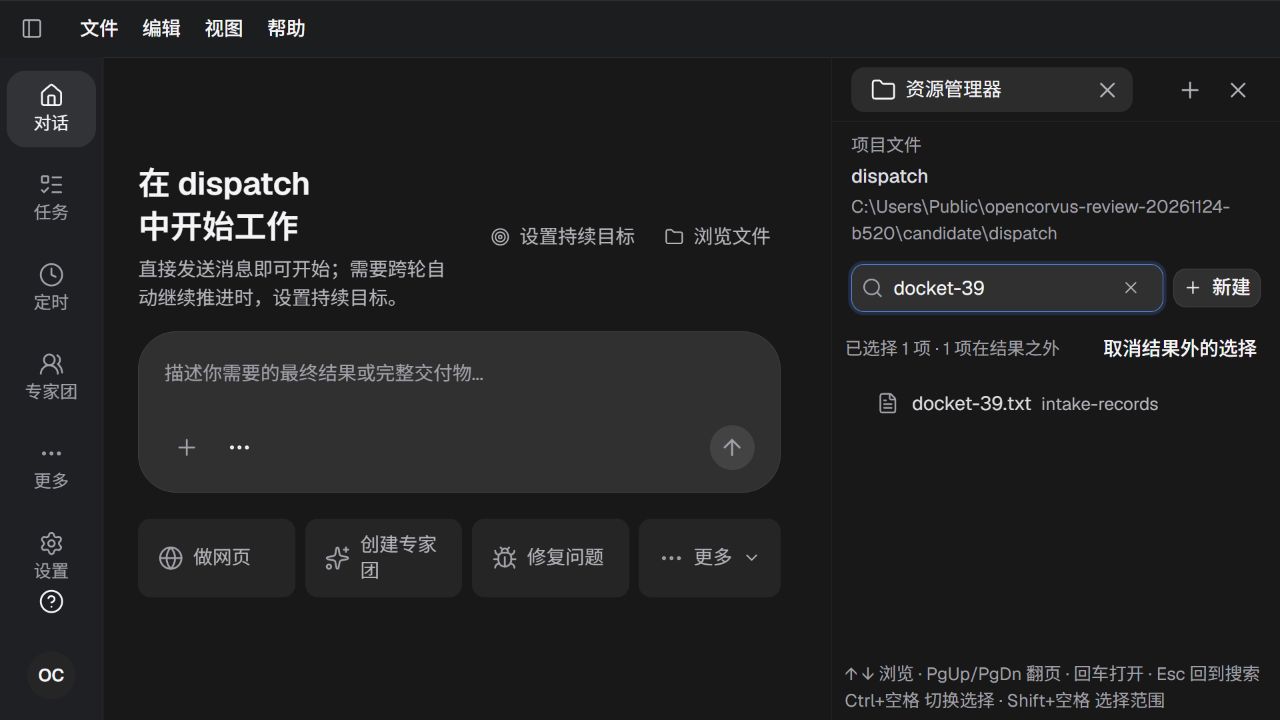 文件 编辑 视图 帮助
对话
任务
定时
专家团
更多
设置
OC
在 dispatch
中开始工作
直接发送消息即可开始；需要跨轮自
动继续推进时，设置持续目标。
设置持续目标 浏览文件
描述你需要的最终结果或完整交付物...
做网页
创建专家
团
修复问题
更多
资源管理器
项目文件
dispatch
C:\Users\Public\opencorvus-review-20261124-
b520\candidate\dispatch
docket-39
新建
已选择 1 项 · 1 项在结果之外 取消结果外的选择
docket-39.txt intake-records
↑↓ 浏览 · PgUp/PgDn 翻页 · 回车打开 · Esc 回到搜索
Ctrl+空格 切换选择 · Shift+空格 选择范围